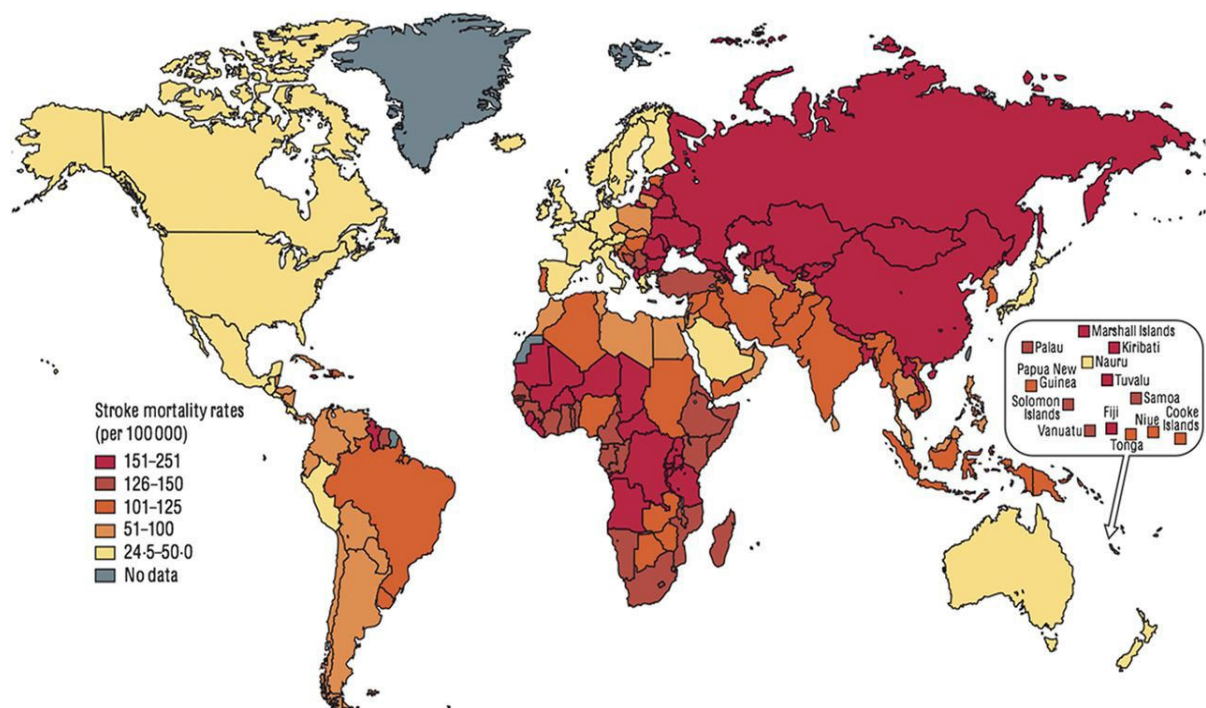 Stroke mortality rates
(per 100 000)
151–251
126–150
101–125
51–100
24·5–50·0
No data
Marshall Islands
Palau
Kiribati
Nauru
Papua New
Guinea
Tuvalu
Solomon
Islands
Samoa
Fiji
Niue
Cooke
Islands
Vanuatu
Tonga